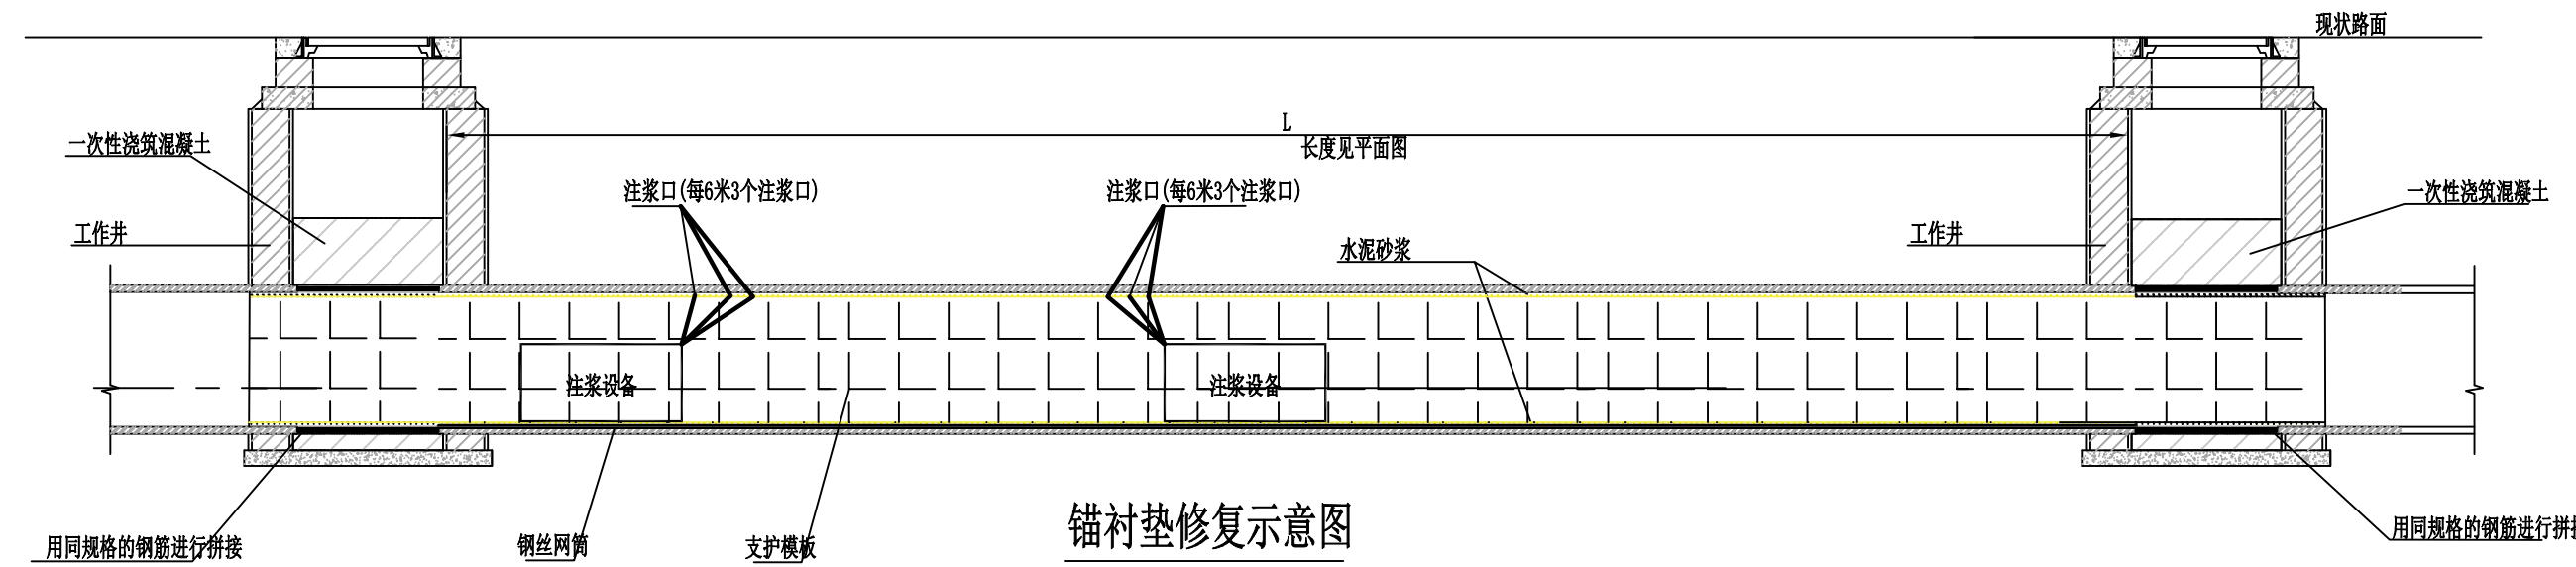 现状路面
L
长度见平面图
一次性浇筑混凝土
注浆口(每6米3个注浆口)
注浆口(每6米3个注浆口)
一次性浇筑混凝土
工作井
水泥砂浆
工作井
注浆设备
注浆设备
锚衬垫修复示意图
用同规格的钢筋进行拼接
钢丝网筒
支护模板
用同规格的钢筋进行拼